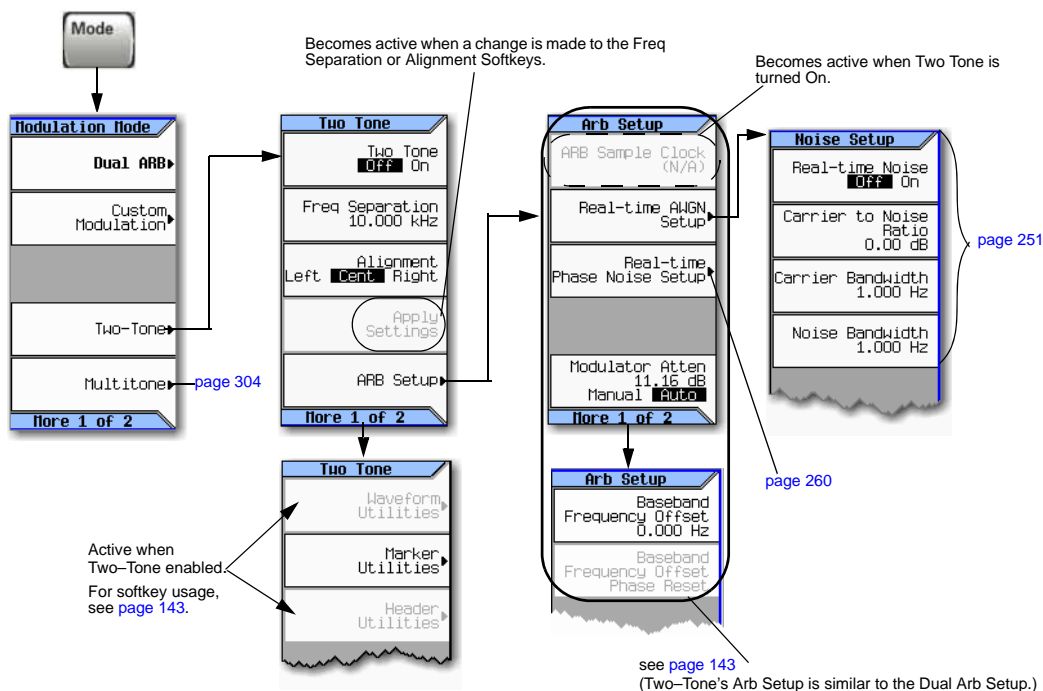 Mode
Becomes active when a change is made to the Freq
Separation or Alignment Softkeys.
Becomes active when Two Tone is
turned On.
Modulation Mode
Dual ARB
Custom
Modulation
Two-Tone
Multitone
page 304
More 1 of 2
Two Tone
Two Tone
Off On
Freq Separation
10.000 kHz
Alignment
Left Cent Right
Apply
Settings
ARB Setup
More 1 of 2
Arb Setup
ARB Sample Clock
(N/A)
Real-time AWGN
Setup
Real-time
Phase Noise Setup
Modulator Atten
11.16 dB
Manual Auto
More 1 of 2
Noise Setup
Real-time Noise
Off On
Carrier to Noise
Ratio
0.00 dB
Carrier Bandwidth
1.000 Hz
Noise Bandwidth
1.000 Hz
page 251
page 260
Two Tone
Waveform
Utilities
Marker
Utilities
Header
Utilities
Active when
Two–Tone enabled.
For softkey usage,
see page 143.
Arb Setup
Baseband
Frequency Offset
0.000 Hz
Baseband
Frequency Offset
Phase Reset
see page 143
(Two–Tone's Arb Setup is similar to the Dual Arb Setup.)